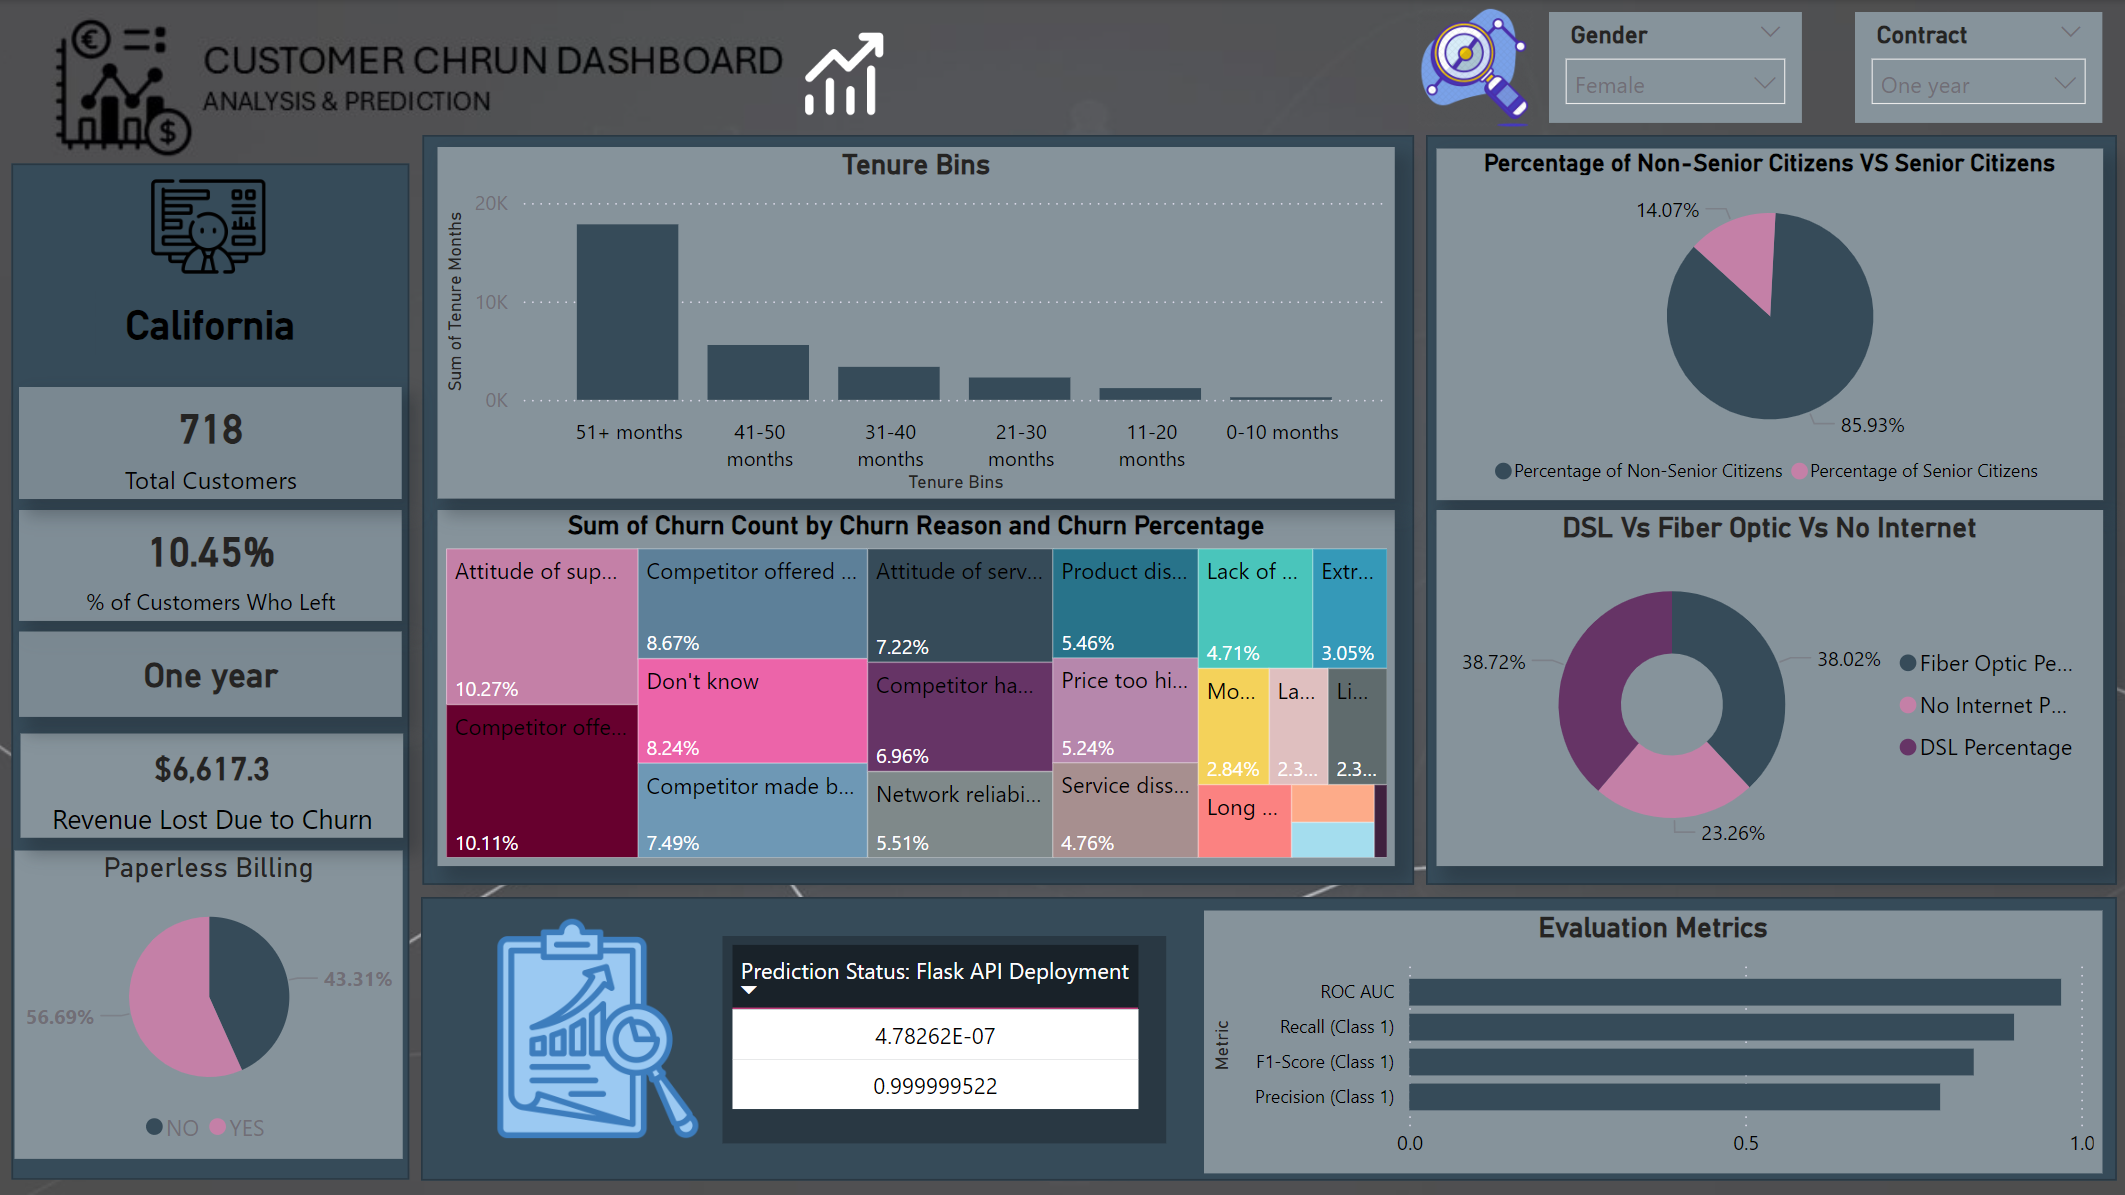 CUSTOMER CHRUN DASHBOARD
ANALYSIS & PREDICTION
Gender
Female
Contract
One year
California
718
Total Customers
10.45%
% of Customers Who Left
One year
$6,617.3
Revenue Lost Due to Churn
Paperless Billing
43.31%
56.69%
NO YES
Tenure Bins
Sum of Tenure Months
20K
10K
0K
51+ months
41-50
months
31-40
months
21-30
months
11-20
months
0-10 months
Tenure Bins
Sum of Churn Count by Churn Reason and Churn Percentage
Attitude of sup...
10.27%
Competitor offe...
10.11%
Competitor offered ...
8.67%
Don't know
8.24%
Competitor made b...
7.49%
Attitude of serv...
7.22%
Competitor ha...
6.96%
Network reliabi...
5.51%
Product dis...
5.46%
Price too hi...
5.24%
Service diss...
4.76%
Lack of ...
4.71%
Extr...
3.05%
Mo...
2.84%
La...
2.3...
Li...
2.3...
Long ...
Percentage of Non-Senior Citizens VS Senior Citizens
14.07%
85.93%
Percentage of Non-Senior Citizens Percentage of Senior Citizens
DSL Vs Fiber Optic Vs No Internet
38.72%
38.02%
23.26%
Fiber Optic Pe...
No Internet P...
DSL Percentage
Prediction Status: Flask API Deployment
4.78262E-07
0.999999522
Evaluation Metrics
Metric
ROC AUC
Recall (Class 1)
F1-Score (Class 1)
Precision (Class 1)
0.0
0.5
1.0